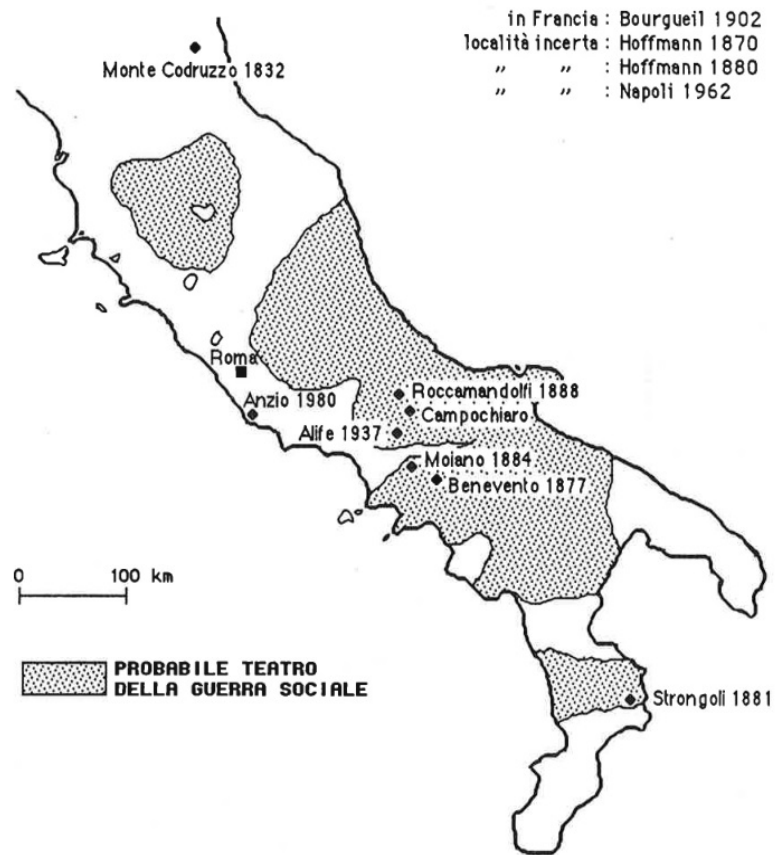 in Francia : Bourgueil 1902
località incerta : Hoffmann 1870
〃 〃 : Hoffmann 1880
〃 〃 : Napoli 1962
Monte Codruzzo 1832
Roma
Anzio 1980
Roccamandolfi 1888
Campochiaro
Alife 1937
Moiano 1884
Benevento 1877
0 100 km
PROBABILE TEATRO
DELLA GUERRA SOCIALE
Strongoli 1881